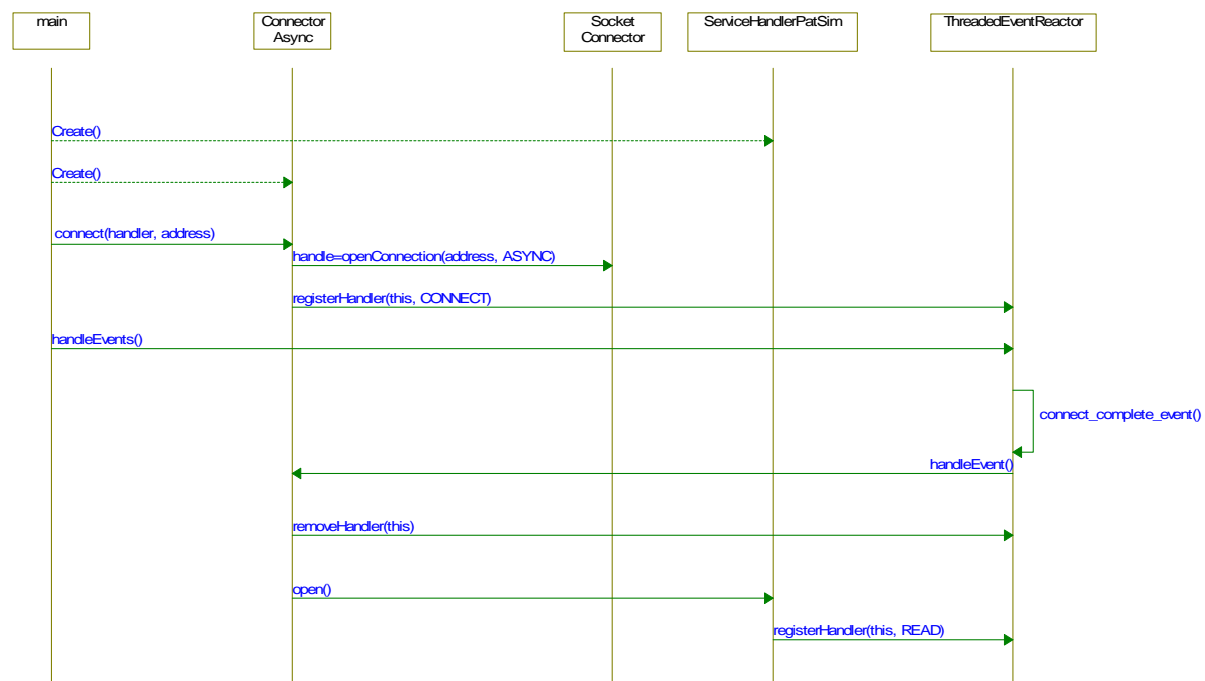 main
Connector
Async
Socket
Connector
ServiceHandlerPatSim
ThreadedEventReactor
Create()
Create()
connect(handler, address)
handle=openConnection(address, ASYNC)
registerHandler(this, CONNECT)
handleEvents()
connect_complete_event()
handleEvent()
removeHandler(this)
open()
registerHandler(this, READ)